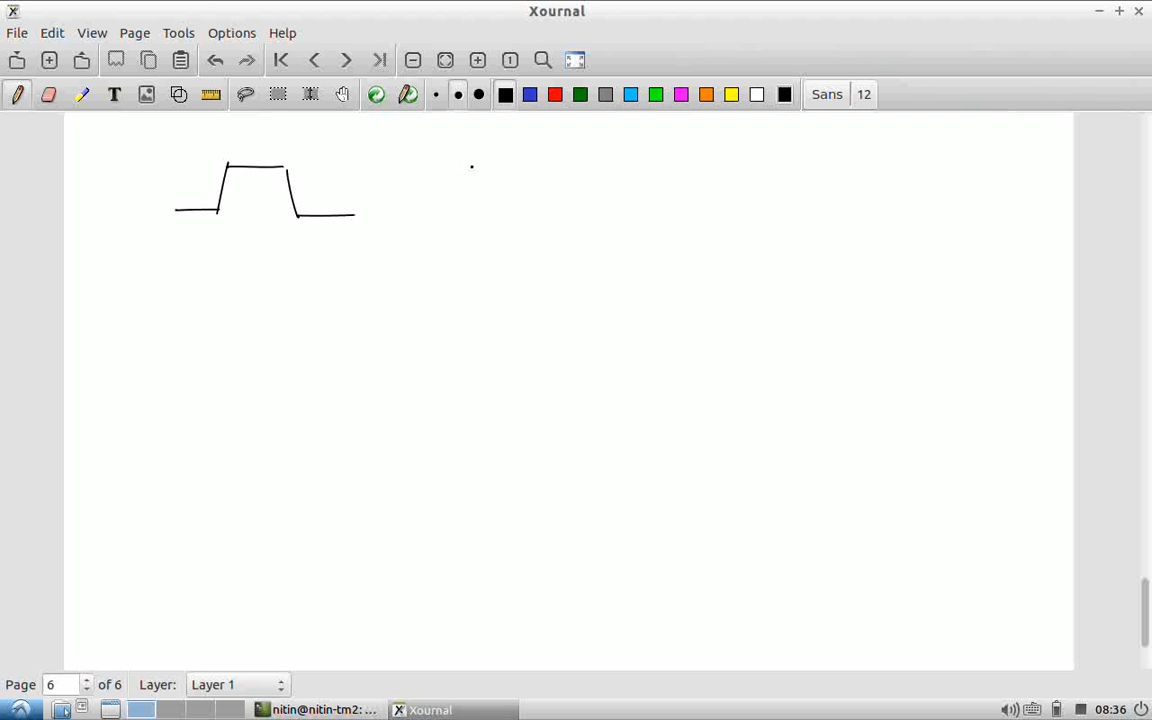 Xournal
File Edit View Page Tools Options Help
T Sans 12
Page 6 of 6 Layer: Layer 1
nitin@nitin-tm2: ... Xournal 08:36